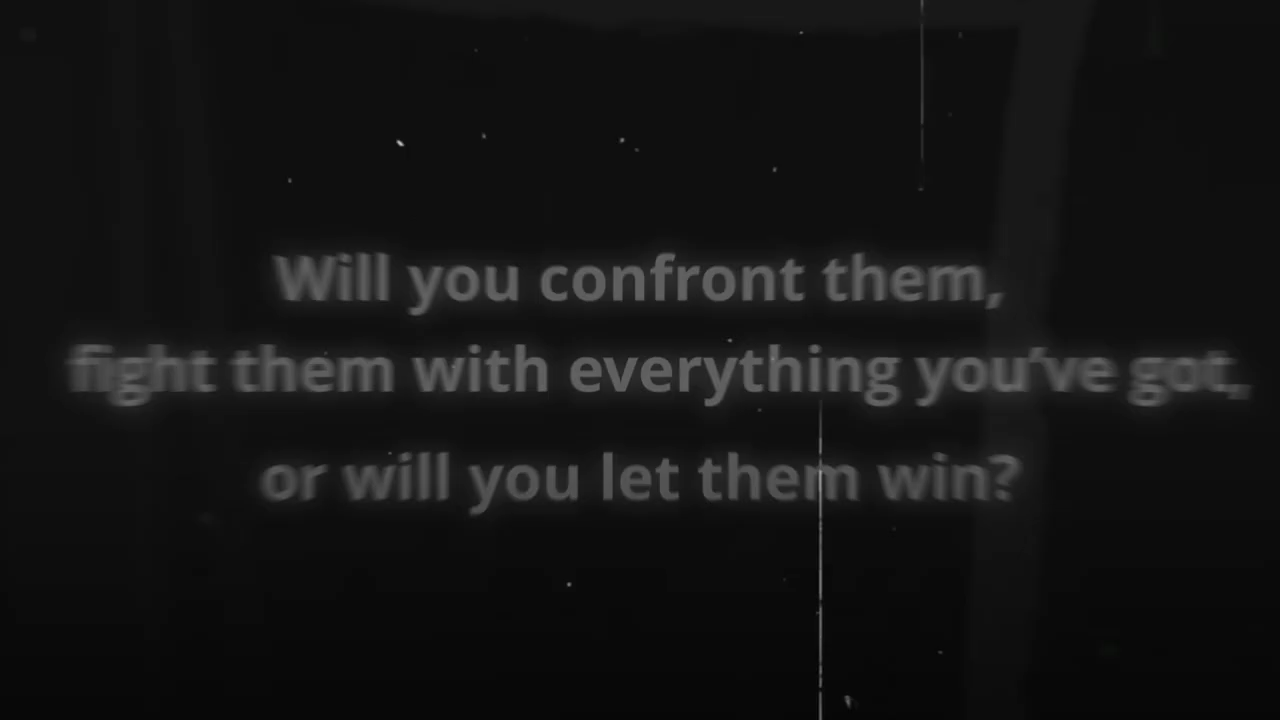 Will you confront them,
fight them with everything you've got,
or will you let them win?